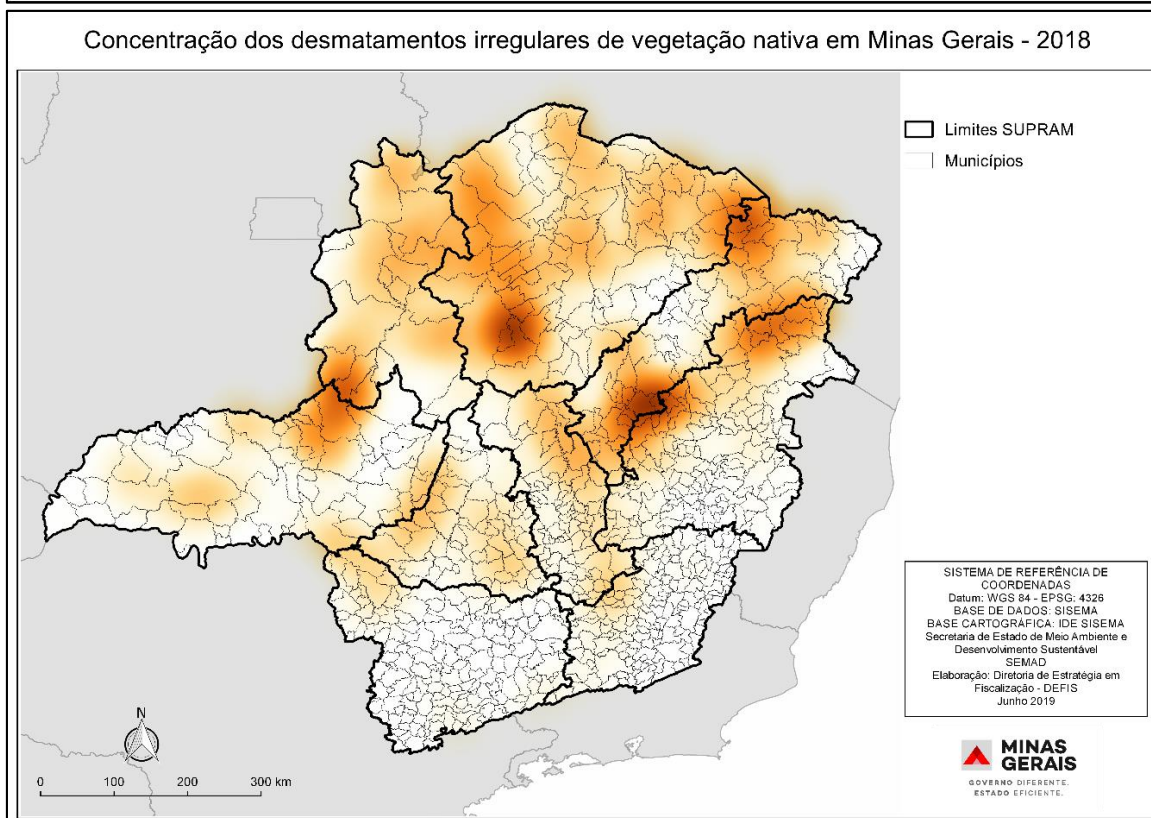 Concentração dos desmatamentos irregulares de vegetação nativa em Minas Gerais - 2018
Limites SUPRAM
Municípios
SISTEMA DE REFERÊNCIA DE
COORDENADAS
Datum: WGS 84 - EPSG: 4326
BASE DE DADOS: SISEMA
BASE CARTOGRÁFICA: IDE SISEMA
Secretaria de Estado de Meio Ambiente e
Desenvolvimento Sustentável
SEMAD
Elaboração: Diretoria de Estratégia em
Fiscalização - DEFIS
Junho 2019
N
0 100 200 300 km
MINAS
GERAIS
GOVERNO DIFERENTE.
ESTADO EFICIENTE.